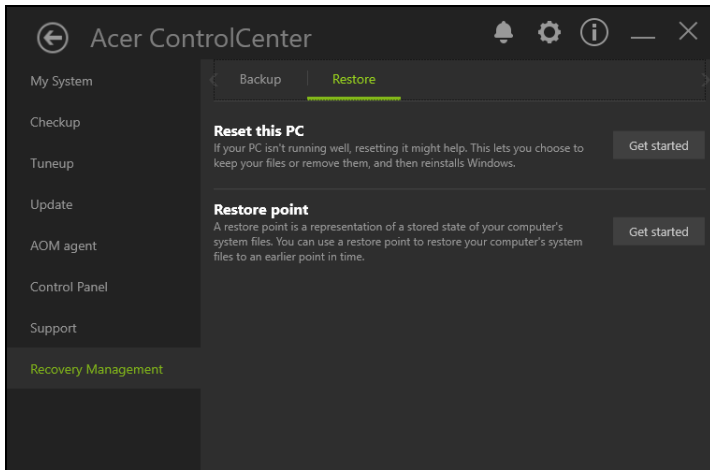 Acer ControlCenter
My System
Checkup
Tuneup
Update
AOM agent
Control Panel
Support
Recovery Management
Backup
Restore
Reset this PC
If your PC isn't running well, resetting it might help. This lets you choose to
keep your files or remove them, and then reinstalls Windows.
Get started
Restore point
A restore point is a representation of a stored state of your computer's
system files. You can use a restore point to restore your computer's system
files to an earlier point in time.
Get started